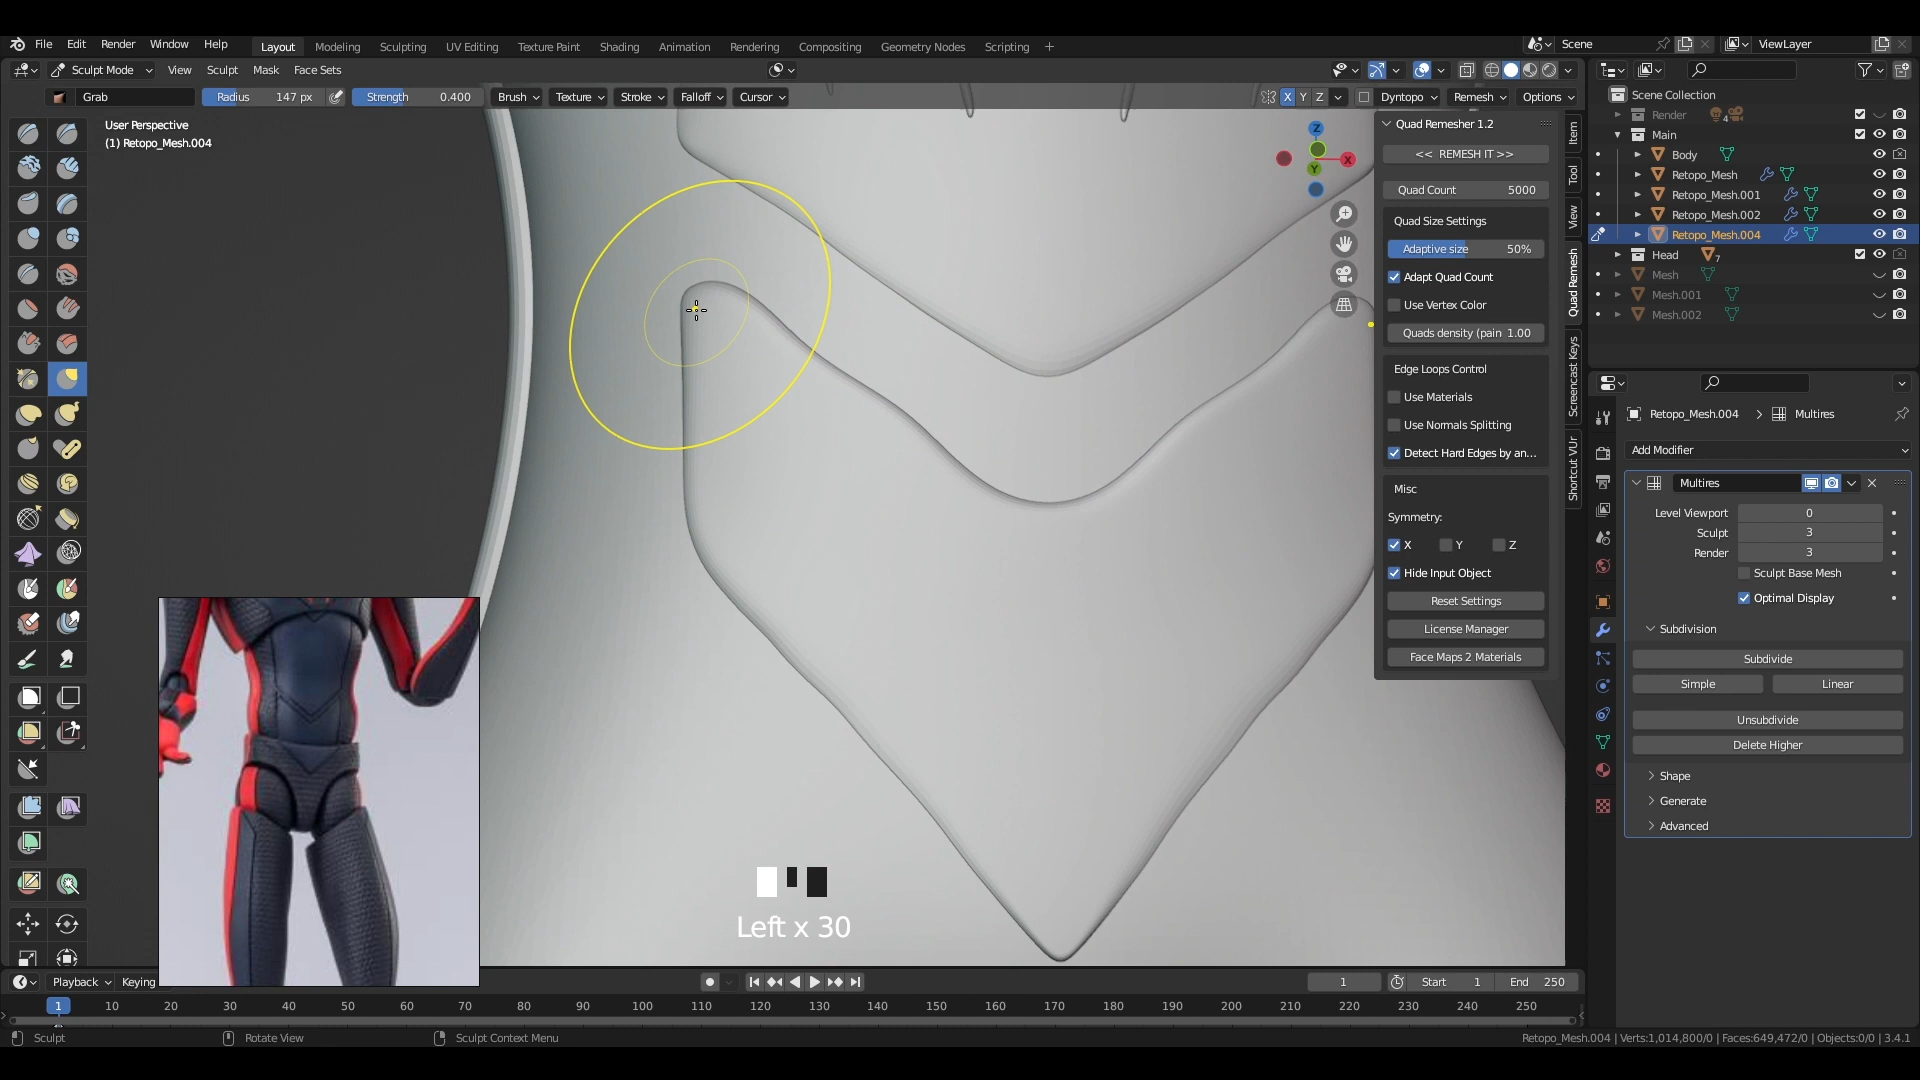 File Edit Render Window Help Layout Modeling Sculpting UV Editing Texture Paint Shading Animation Rendering Compositing Geometry Nodes Scripting + Scene ViewLayer
Sculpt Mode View Sculpt Mask Face Sets
Grab Radius 147 px Strength 0.400 Brush Texture Stroke Falloff Cursor X Y Z Dyntopo Remesh Options
User Perspective
(1) Retopo_Mesh.004
Z
X
Y
Quad Remesher 1.2
<< REMESH IT >>
Quad Count 5000
Quad Size Settings
Adaptive size 50%
Adapt Quad Count
Use Vertex Color
Quads density (pain 1.00
Edge Loops Control
Use Materials
Use Normals Splitting
Detect Hard Edges by an...
Misc
Symmetry:
X Y Z
Hide Input Object
Reset Settings
License Manager
Face Maps 2 Materials
Item
Tool
View
Quad Remesh
Screencast Keys
Shortcut VUr
Scene Collection
Render 4
Main
Body
Retopo_Mesh
Retopo_Mesh.001
Retopo_Mesh.002
Retopo_Mesh.004
Head 7
Mesh
Mesh.001
Mesh.002
Retopo_Mesh.004 > Multires
Add Modifier
Multires
Level Viewport 0
Sculpt 3
Render 3
Sculpt Base Mesh
Optimal Display
Subdivision
Subdivide
Simple Linear
Unsubdivide
Delete Higher
Shape
Generate
Advanced
Left x 30
Playback Keying 1 Start 1 End 250
1 10 20 30 40 50 60 70 80 90 100 110 120 130 140 150 160 170 180 190 200 210 220 230 240 250
Sculpt Rotate View Sculpt Context Menu Retopo_Mesh.004 | Verts:1,014,800/0 | Faces:649,472/0 | Objects:0/0 | 3.4.1